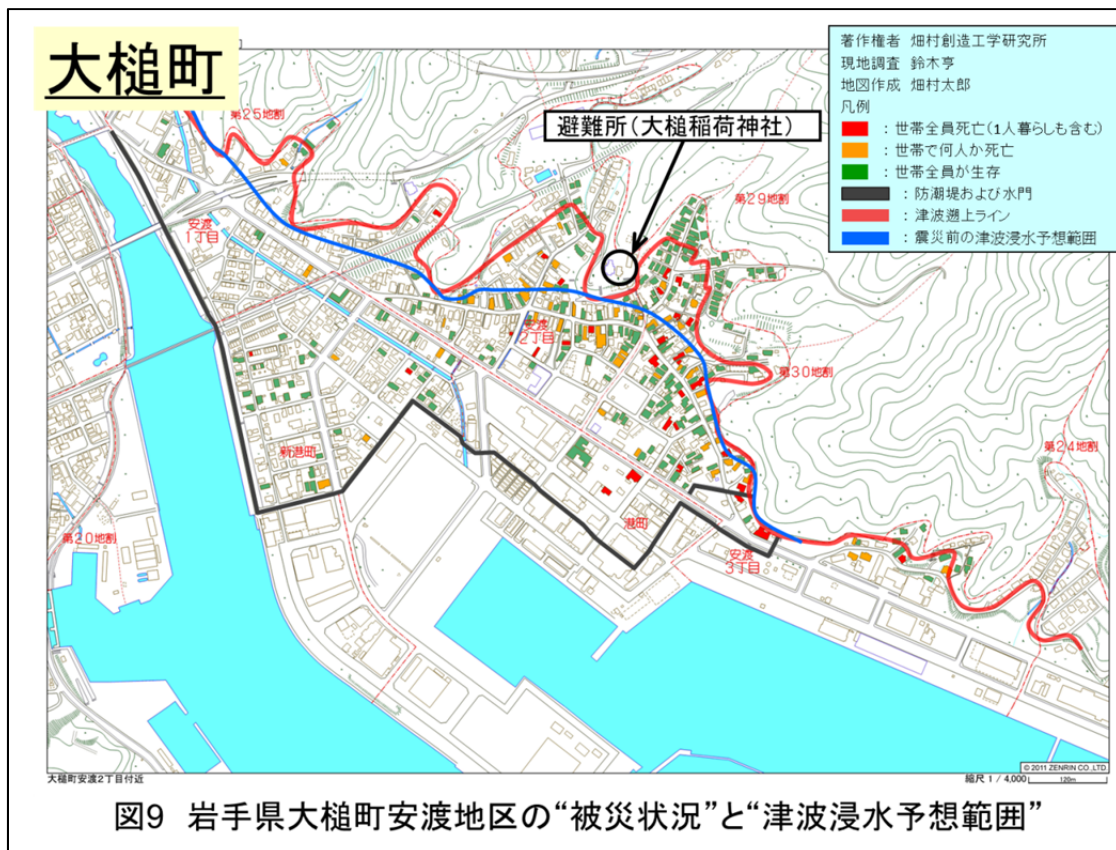 大槌町
著作権者 畑村創造工学研究所
現地調査 鈴木亨
地図作成 畑村太郎
凡例
：世帯全員死亡(1人暮らしも含む)
：世帯で何人か死亡
：世帯全員が生存
：防潮堤および水門
：津波遡上ライン
：震災前の津波浸水予想範囲
第25地割
避難所(大槌稲荷神社)
第29地割
安渡
1丁目
安渡
2丁目
第30地割
第24地割
新港町
港町
第20地割
安渡
3丁目
© 2011 ZENRIN CO.,LTD.
大槌町安渡2丁目付近
縮尺 1 / 4,000
120m
図9 岩手県大槌町安渡地区の“被災状況”と“津波浸水予想範囲”